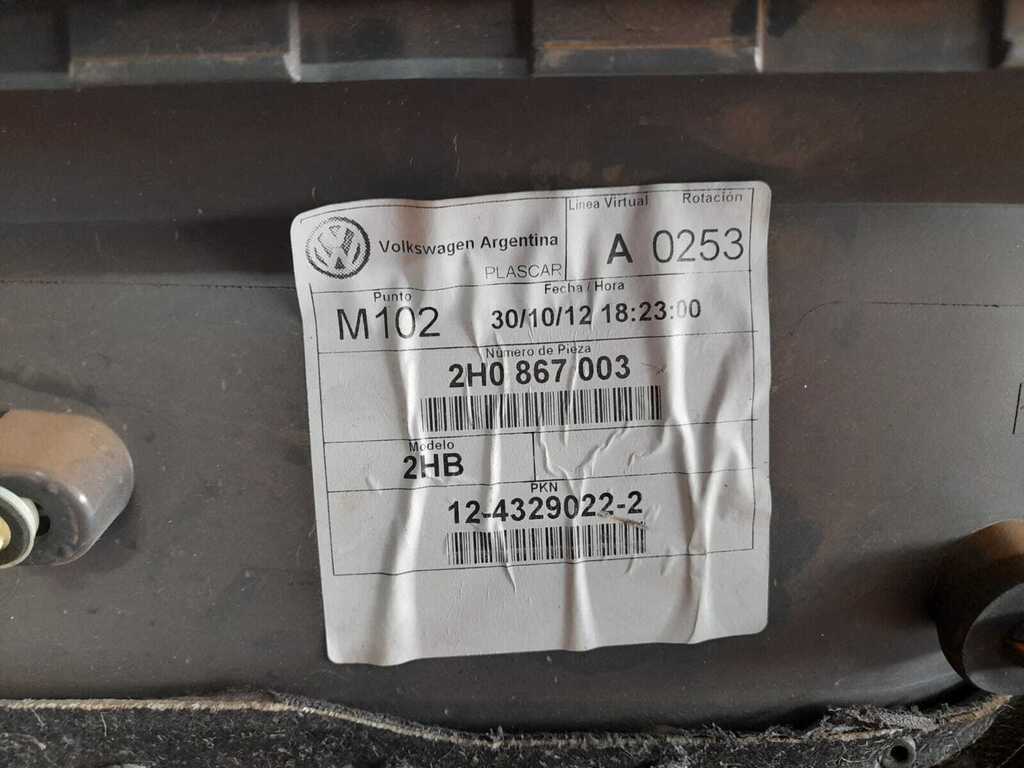 Volkswagen Argentina
PLASCAR
Linea Virtual Rotación
A 0253
Punto
M102
Fecha / Hora
30/10/12 18:23:00
Número de Pieza
2H0 867 003
Modelo
2HB
PKN
12-4329022-2